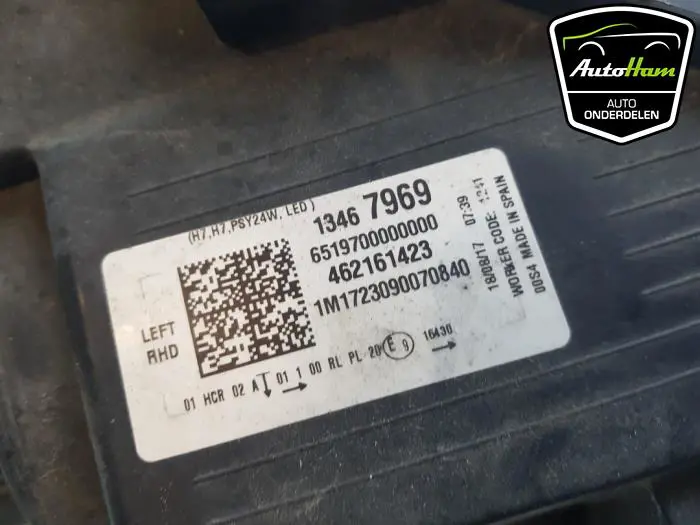 AutoHam
AUTO
ONDERDELEN
(H7,H7,PSY24W, LED)
1346 7969
6519700000000
462161423
1M1723090070840
LEFT
RHD
01 HCR 02 A 01 1 00 RL PL 20 E 9 16430
18/08/17 07:39
WORKER CODE: 1241
00S4 MADE IN SPAIN